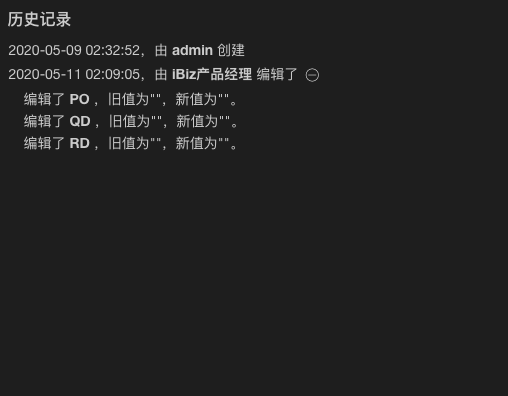 历史记录
2020-05-09 02:32:52，由 admin 创建
2020-05-11 02:09:05，由 iBiz产品经理 编辑了
编辑了 PO ，旧值为""，新值为""。
编辑了 QD ，旧值为""，新值为""。
编辑了 RD ，旧值为""，新值为""。